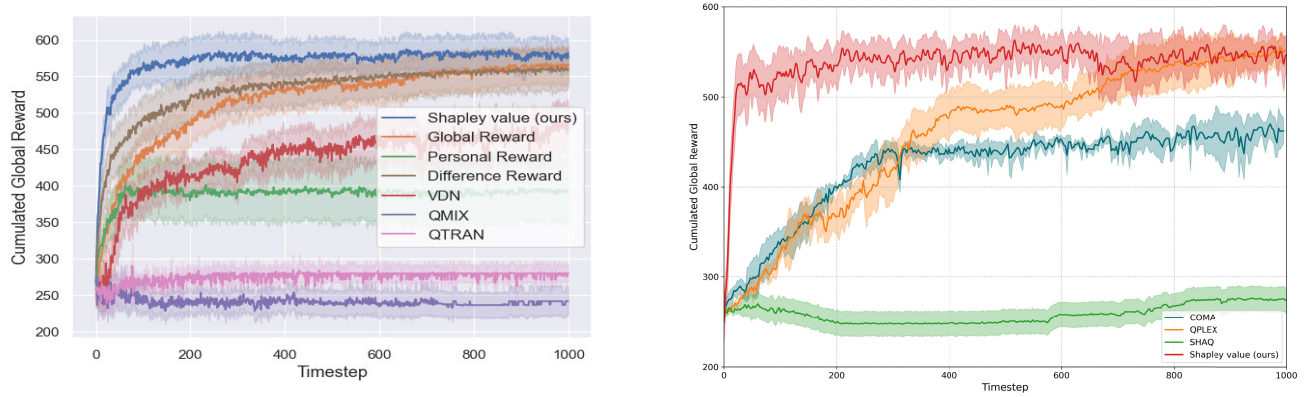 Cumulated Global Reward
600
550
500
450
400
350
300
250
200
Shapley value (ours)
Global Reward
Personal Reward
Difference Reward
VDN
QMIX
QTRAN
0 200 400 600 800 1000
Timestep
Cumulated Global Reward
600
500
400
300
200
COMA
QPLEX
SHAQ
Shapley value (ours)
0 200 400 600 800 1000
Timestep